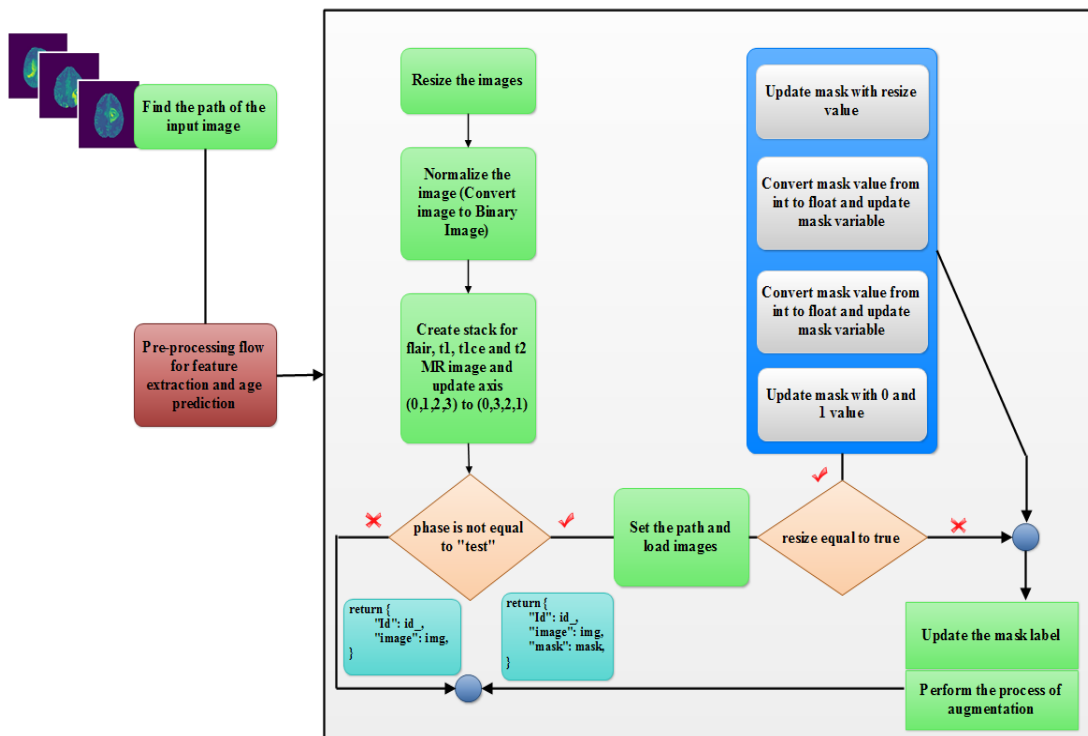 Find the path of the
input image
Pre-processing flow
for feature
extraction and age
prediction
Resize the images
Normalize the
image (Convert
image to Binary
Image)
Create stack for
flair, t1, t1ce and t2
MR image and
update axis
(0,1,2,3) to (0,3,2,1)
phase is not equal
to "test"
return {
"Id": id_,
"image": img,
}
return {
"Id": id_,
"image": img,
"mask": mask,
}
Set the path and
load images
resize equal to true
Update mask with resize
value
Convert mask value from
int to float and update
mask variable
Convert mask value from
int to float and update
mask variable
Update mask with 0 and
1 value
Update the mask label
Perform the process of
augmentation